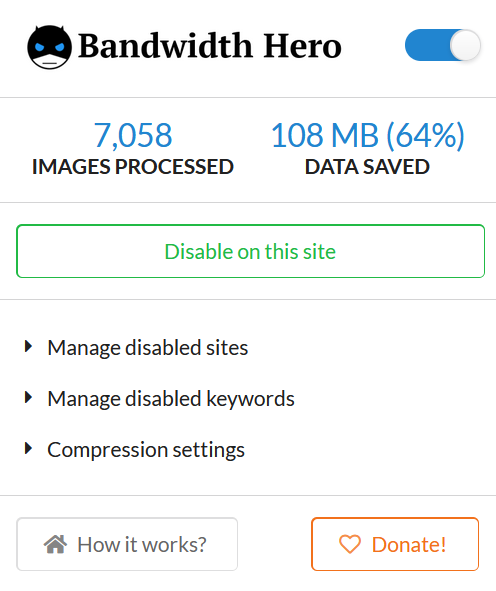 Bandwidth Hero
7,058
IMAGES PROCESSED
108 MB (64%)
DATA SAVED
Disable on this site
Manage disabled sites
Manage disabled keywords
Compression settings
How it works?
Donate!